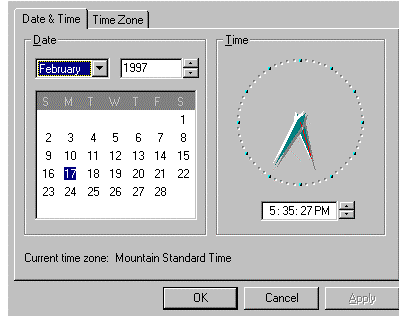 Date & Time Time Zone
Date
February 1997
S M T W T F S
1
2 3 4 5 6 7 8
9 10 11 12 13 14 15
16 17 18 19 20 21 22
23 24 25 26 27 28
Time
5:35:27 PM
Current time zone: Mountain Standard Time
OK Cancel Apply